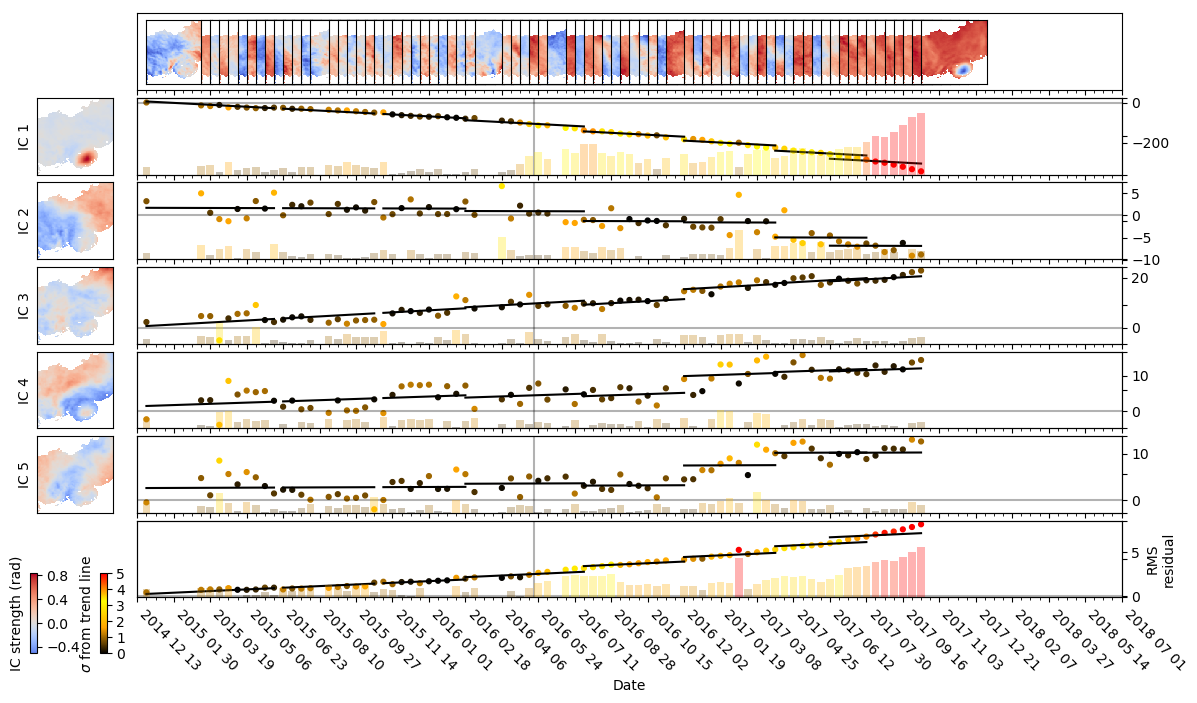 IC 1
0
−200
IC 2
5
0
−5
−10
IC 3
20
0
IC 4
10
0
IC 5
10
0
5
0
RMS
residual
IC strength (rad)
0.8
0.4
0.0
−0.4
σ from trend line
5
4
3
2
1
0
2014 12 13
2015 01 30
2015 03 19
2015 05 06
2015 06 23
2015 08 10
2015 09 27
2015 11 14
2016 01 01
2016 02 18
2016 04 06
2016 05 24
2016 07 11
2016 08 28
2016 10 15
2016 12 02
2017 01 19
2017 03 08
2017 04 25
2017 06 12
2017 07 30
2017 09 16
2017 11 03
2017 12 21
2018 02 07
2018 03 27
2018 05 14
2018 07 01
Date